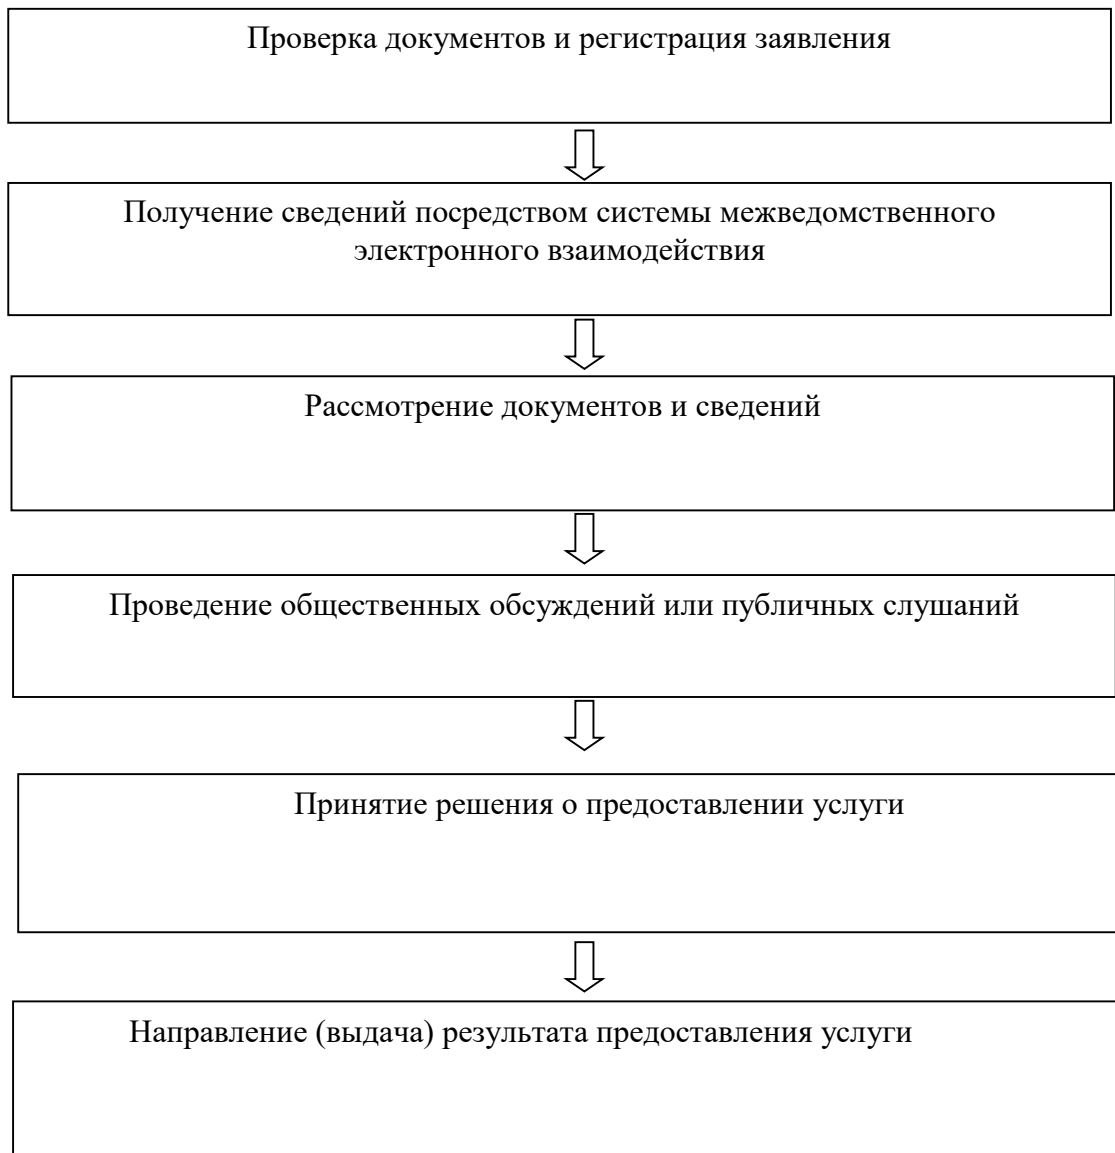 Проверка документов и регистрация заявления
Получение сведений посредством системы межведомственного
электронного взаимодействия
Рассмотрение документов и сведений
Проведение общественных обсуждений или публичных слушаний
Принятие решения о предоставлении услуги
Направление (выдача) результата предоставления услуги